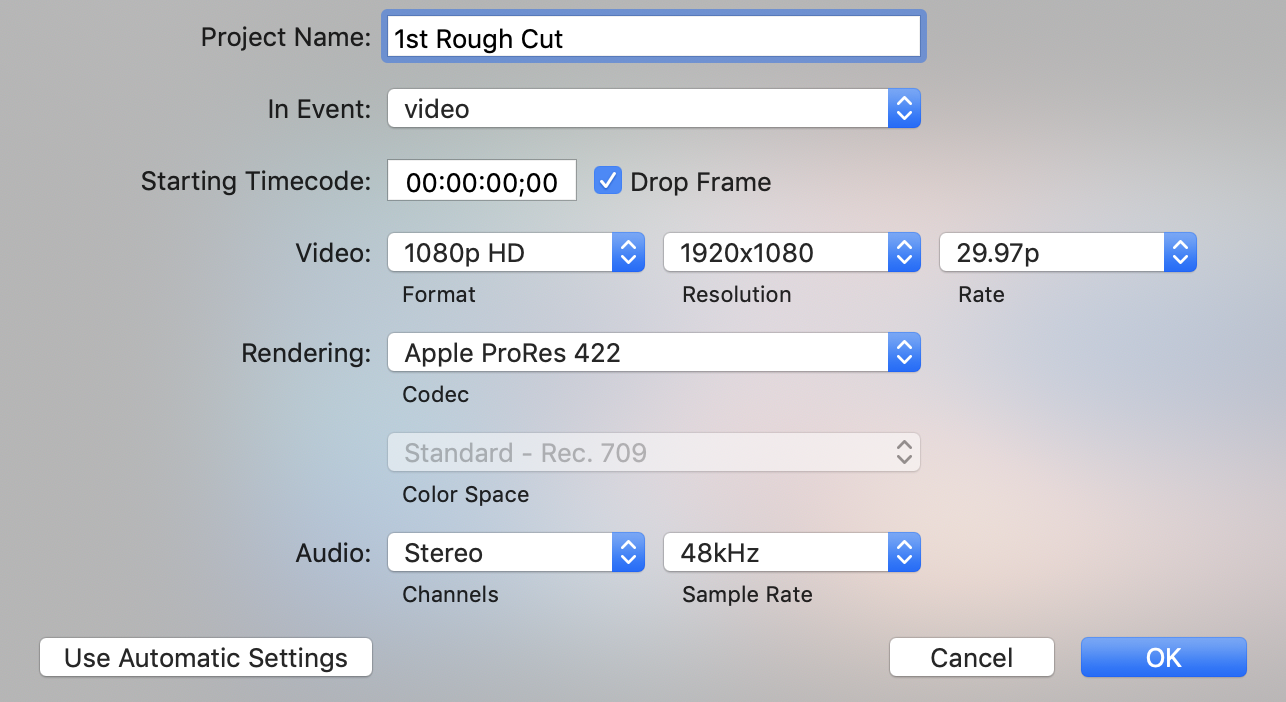 Project Name: 1st Rough Cut
In Event: video
Starting Timecode: 00:00:00;00 Drop Frame
Video: 1080p HD 1920x1080 29.97p
Format Resolution Rate
Rendering: Apple ProRes 422
Codec
Standard - Rec. 709
Color Space
Audio: Stereo 48kHz
Channels Sample Rate
Use Automatic Settings Cancel OK